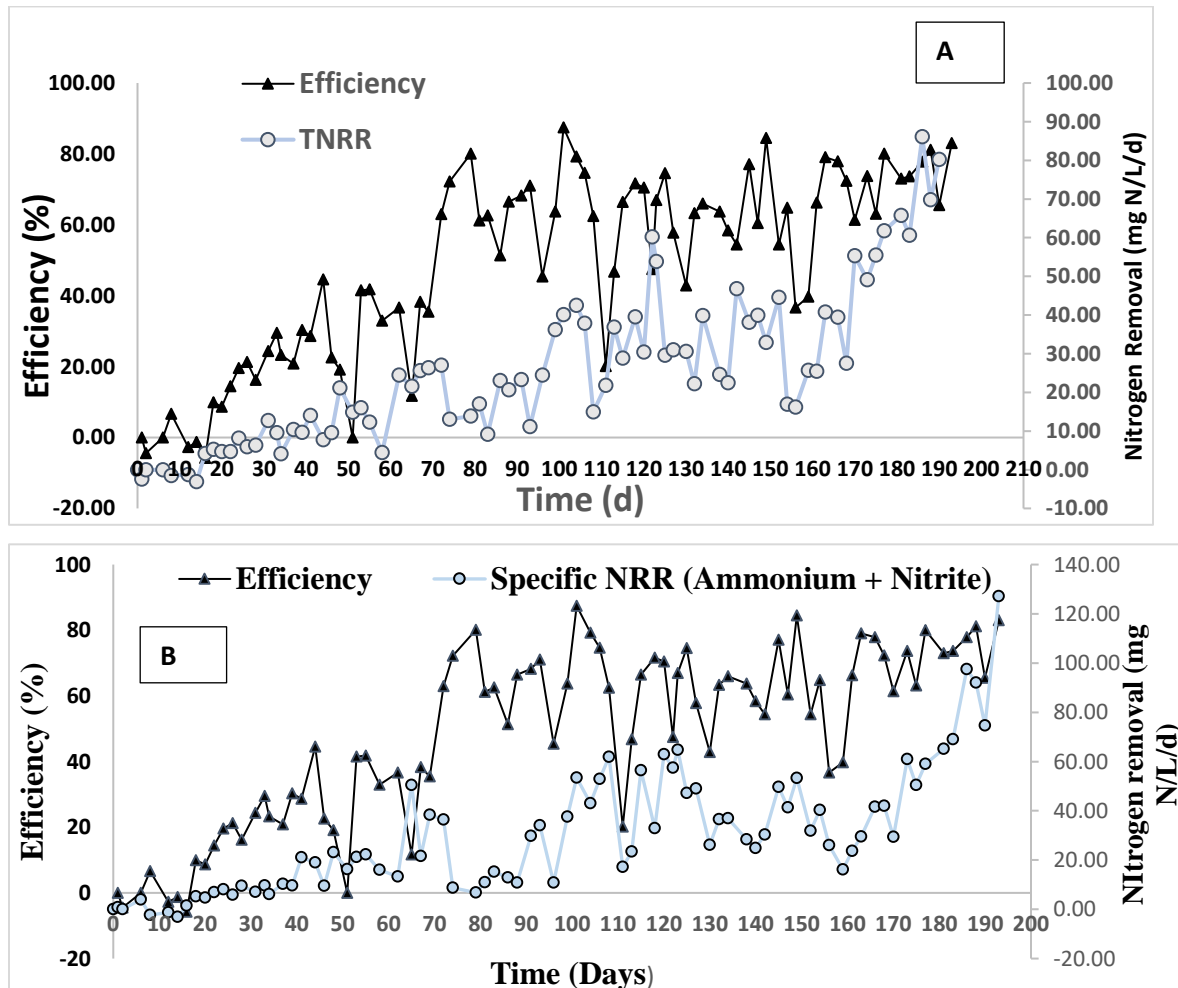 A
Efficiency
TNRR
100.00
80.00
60.00
40.00
20.00
0.00
-20.00
Efficiency (%)
100.00
90.00
80.00
70.00
60.00
50.00
40.00
30.00
20.00
10.00
0.00
-10.00
Nitrogen Removal (mg N/L/d)
0 10 20 30 40 50 60 70 80 90 100 110 120 130 140 150 160 170 180 190 200 210
Time (d)
Efficiency
Specific NRR (Ammonium + Nitrite)
B
100
80
60
40
20
0
-20
Efficiency (%)
140.00
120.00
100.00
80.00
60.00
40.00
20.00
0.00
-20.00
NItrogen removal (mg
N/L/d)
0 10 20 30 40 50 60 70 80 90 100 110 120 130 140 150 160 170 180 190 200
Time (Days)